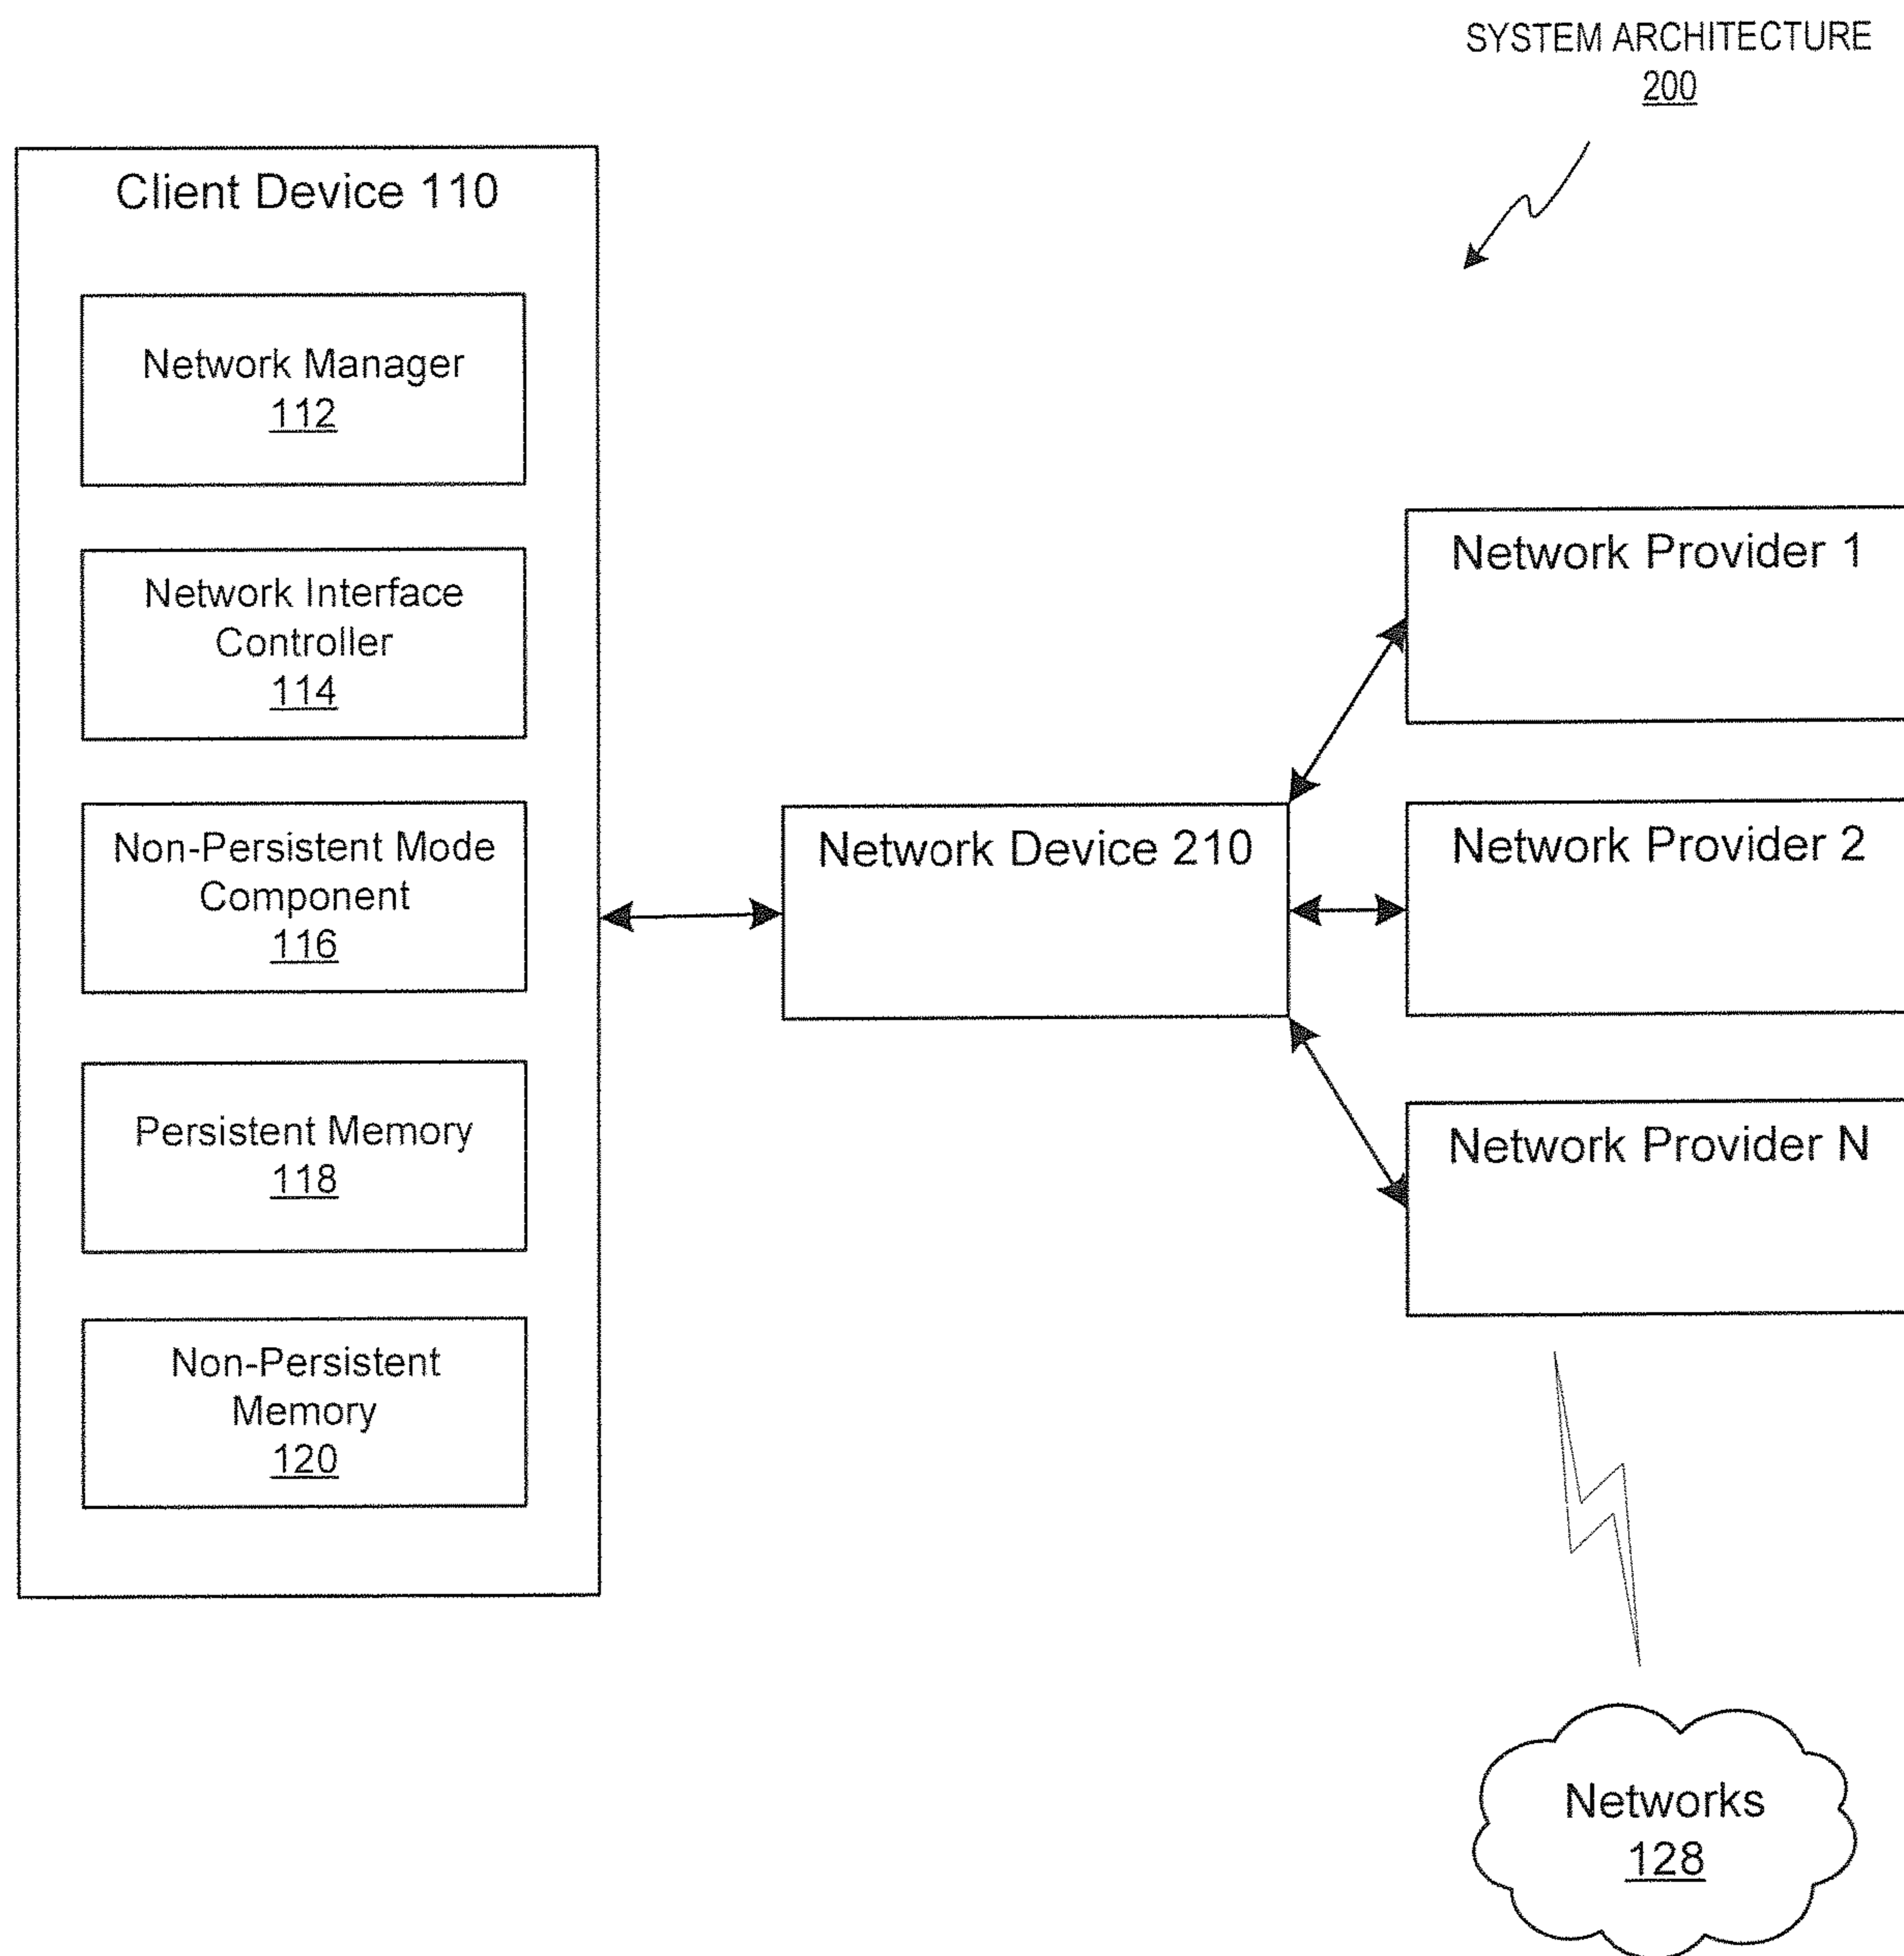 SYSTEM ARCHITECTURE
200
Client Device 110
Network Manager
112
Network Interface
Controller
114
Non-Persistent Mode
Component
116
Persistent Memory
118
Non-Persistent
Memory
120
Network Device 210
Network Provider 1
Network Provider 2
Network Provider N
Networks
128